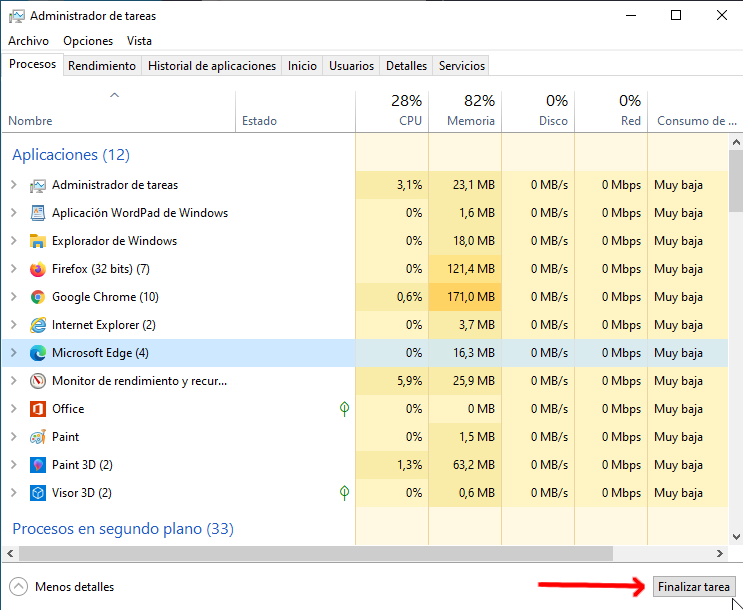 Administrador de tareas
Archivo Opciones Vista
Procesos Rendimiento Historial de aplicaciones Inicio Usuarios Detalles Servicios
28% 82% 0% 0%
Nombre Estado CPU Memoria Disco Red Consumo de ...
Aplicaciones (12)
Administrador de tareas 3,1% 23,1 MB 0 MB/s 0 Mbps Muy baja
Aplicación WordPad de Windows 0% 1,6 MB 0 MB/s 0 Mbps Muy baja
Explorador de Windows 0% 18,0 MB 0 MB/s 0 Mbps Muy baja
Firefox (32 bits) (7) 0% 121,4 MB 0 MB/s 0 Mbps Muy baja
Google Chrome (10) 0,6% 171,0 MB 0 MB/s 0 Mbps Muy baja
Internet Explorer (2) 0% 3,7 MB 0 MB/s 0 Mbps Muy baja
Microsoft Edge (4) 0% 16,3 MB 0 MB/s 0 Mbps Muy baja
Monitor de rendimiento y recur... 5,9% 25,9 MB 0 MB/s 0 Mbps Muy baja
Office 0% 0 MB 0 MB/s 0 Mbps Muy baja
Paint 0% 1,5 MB 0 MB/s 0 Mbps Muy baja
Paint 3D (2) 1,3% 63,2 MB 0 MB/s 0 Mbps Muy baja
Visor 3D (2) 0% 0,6 MB 0 MB/s 0 Mbps Muy baja
Procesos en segundo plano (33)
Menos detalles Finalizar tarea